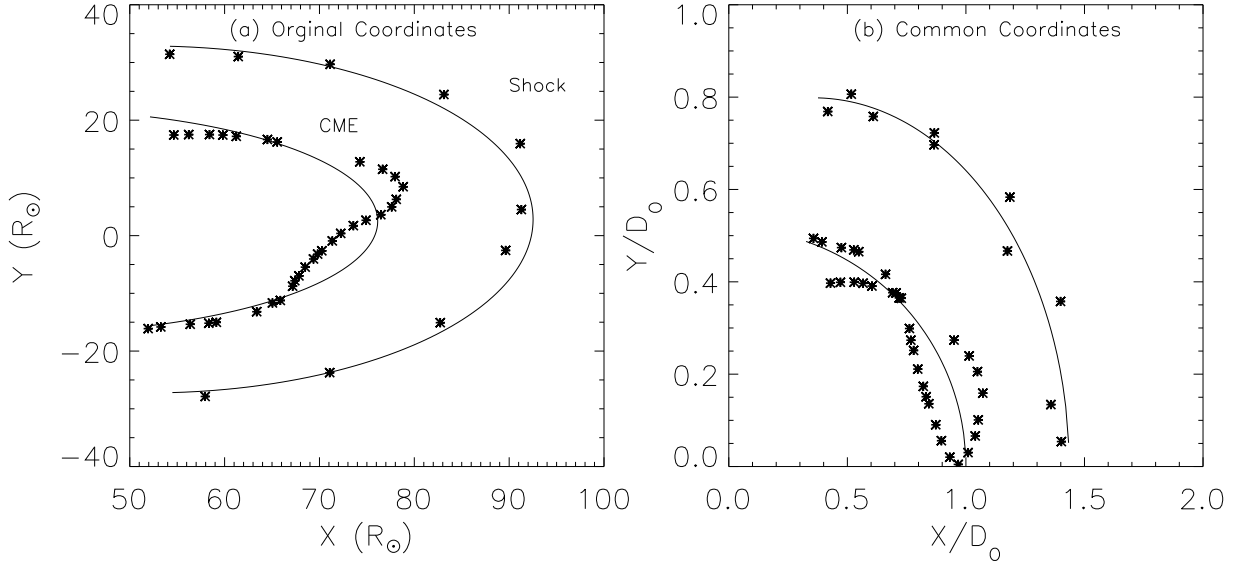 (a) Orginal Coordinates
Shock
CME
40
20
0
−20
−40
Y (R⊙)
50 60 70 80 90 100
X (R⊙)
(b) Common Coordinates
1.0
0.8
0.6
0.4
0.2
0.0
Y/D₀
0.0 0.5 1.0 1.5 2.0
X/D₀